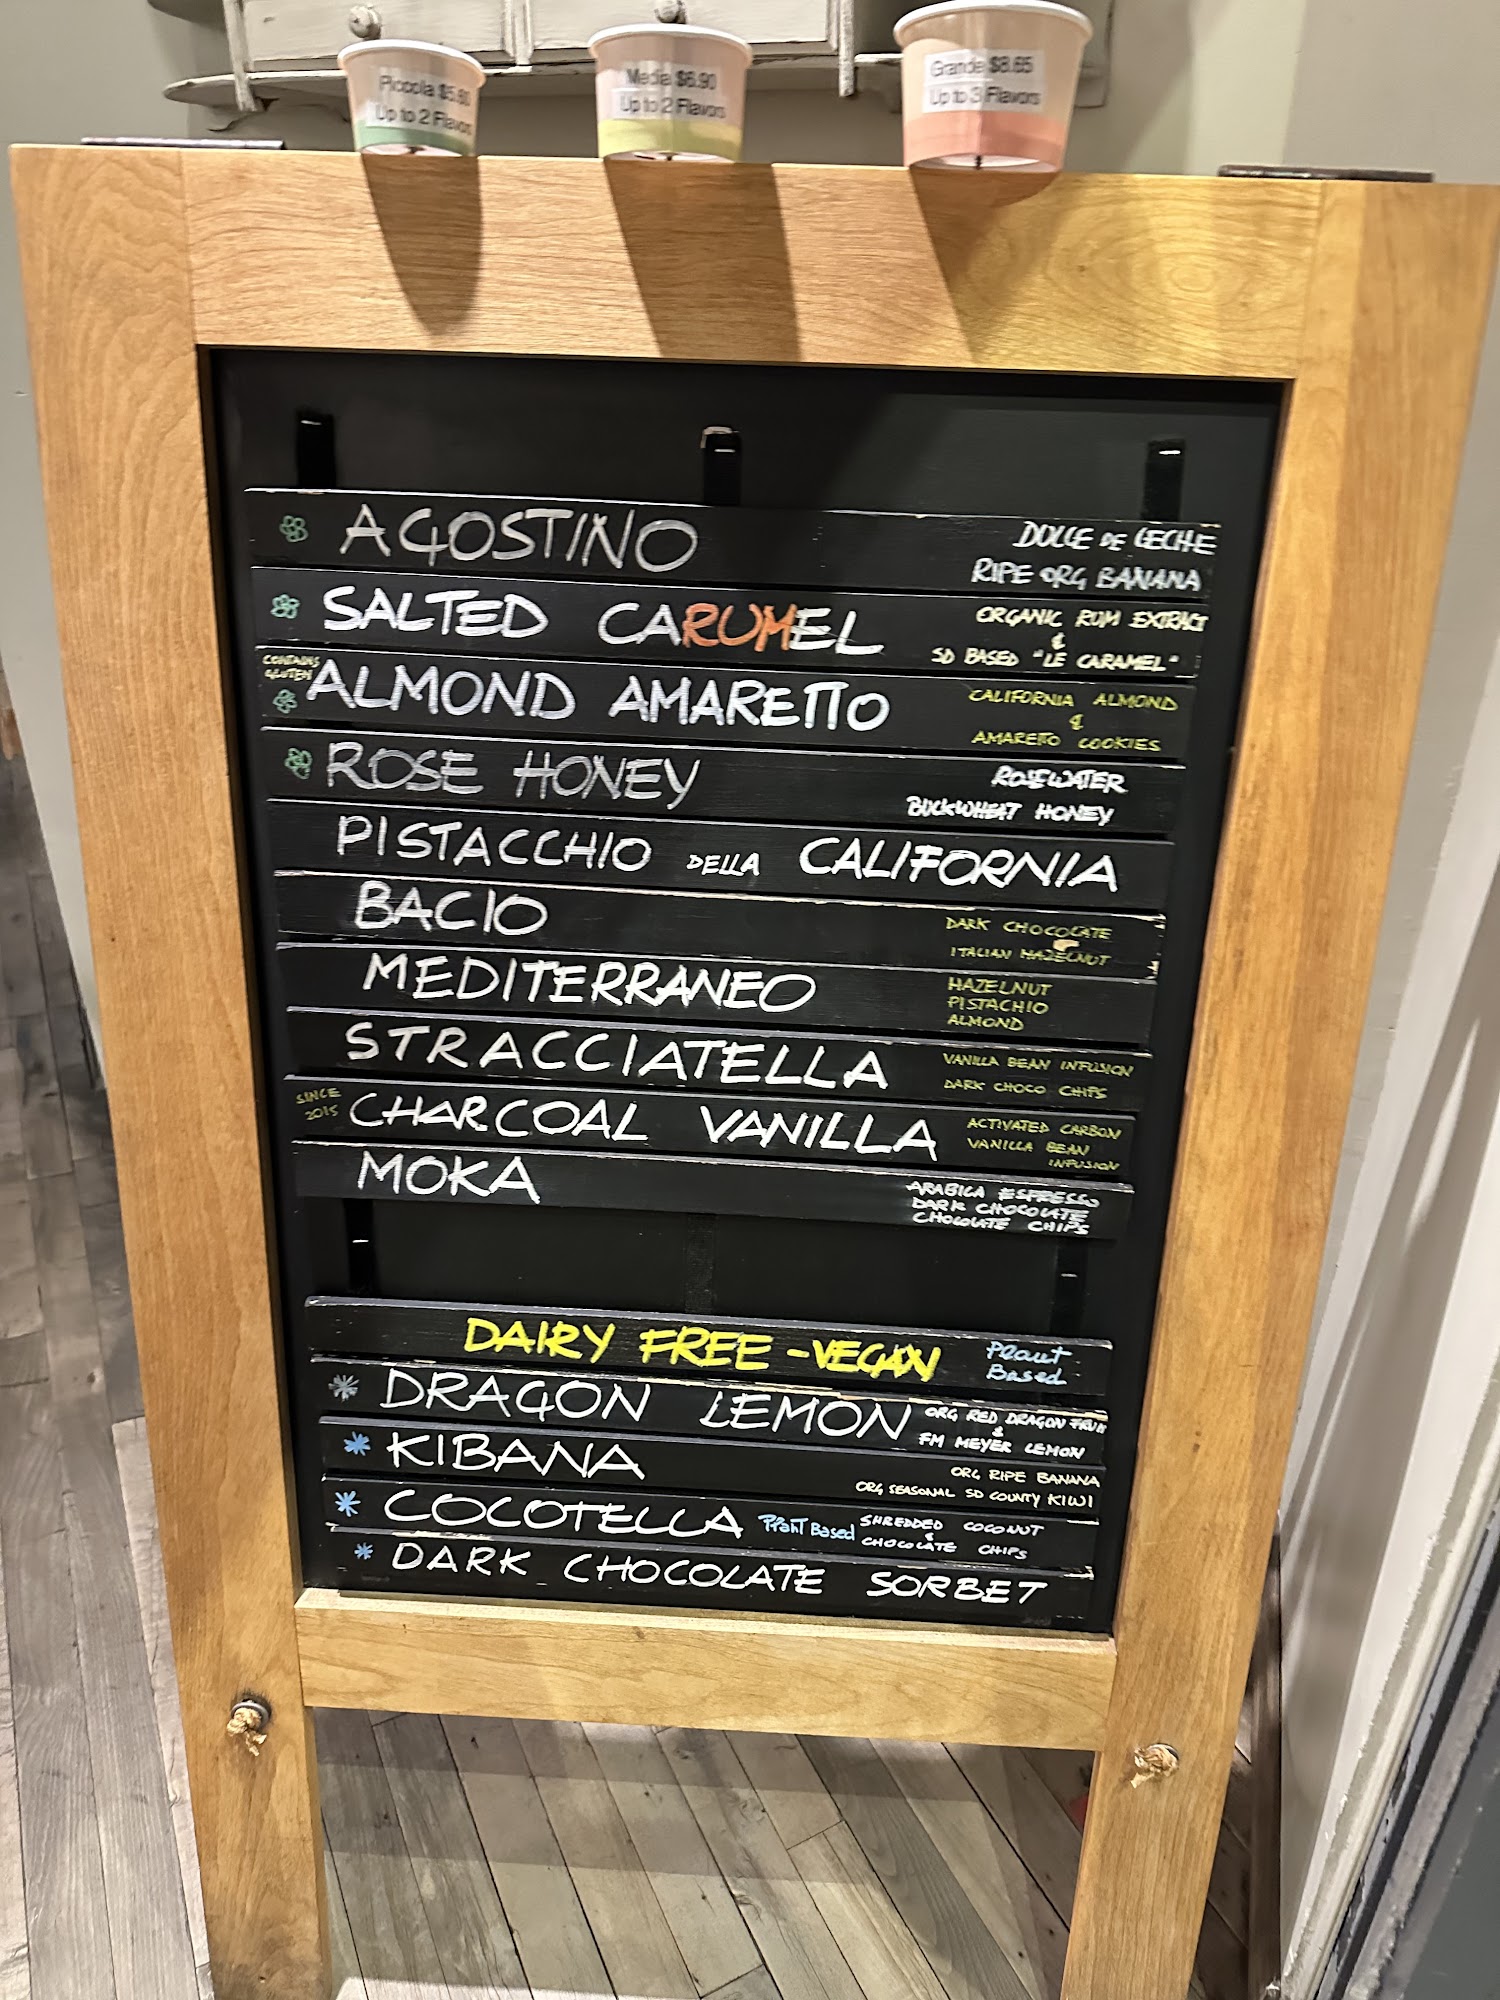 Piccola $5.60
Up to 2 Flavors
Media $6.90
Up to 2 Flavors
Grande $8.65
Up to 3 Flavors
AGOSTINO
DOLCE DE LECHE
RIPE ORG BANANA
SALTED CARUMEL
ORGANIC RUM EXTRACT
&
SD BASED "LE CARAMEL"
CONTAINS
GLUTEN
ALMOND AMARETTO
CALIFORNIA ALMOND
&
AMARETTO COOKIES
ROSE HONEY
ROSEWATER
BUCKWHEAT HONEY
PISTACCHIO DELLA CALIFORNIA
BACIO
DARK CHOCOLATE
ITALIAN HAZELNUT
MEDITERRANEO
HAZELNUT
PISTACHIO
ALMOND
STRACCIATELLA
VANILLA BEAN INFUSION
DARK CHOCO CHIPS
SINCE
2015
CHARCOAL VANILLA
ACTIVATED CARBON
VANILLA BEAN
INFUSION
MOKA
ARABICA ESPRESSO
DARK CHOCOLATE
CHOCOLATE CHIPS
DAIRY FREE - VEGAN
Plant
Based
DRAGON LEMON
ORG RED DRAGON FRUIT
&
FM MEYER LEMON
KIBANA
ORG RIPE BANANA
ORG SEASONAL SD COUNTY KIWI
COCOTELLA
Plant Based
SHREDDED COCONUT
&
CHOCOLATE CHIPS
DARK CHOCOLATE SORBET